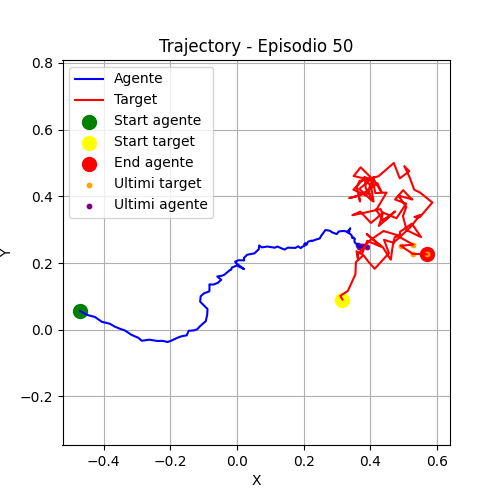 Trajectory - Episodio 50
0.8
0.6
0.4
0.2
0.0
−0.2
Y
Agente
Target
Start agente
Start target
End agente
Ultimi target
Ultimi agente
−0.4
−0.2
0.0
0.2
0.4
0.6
X